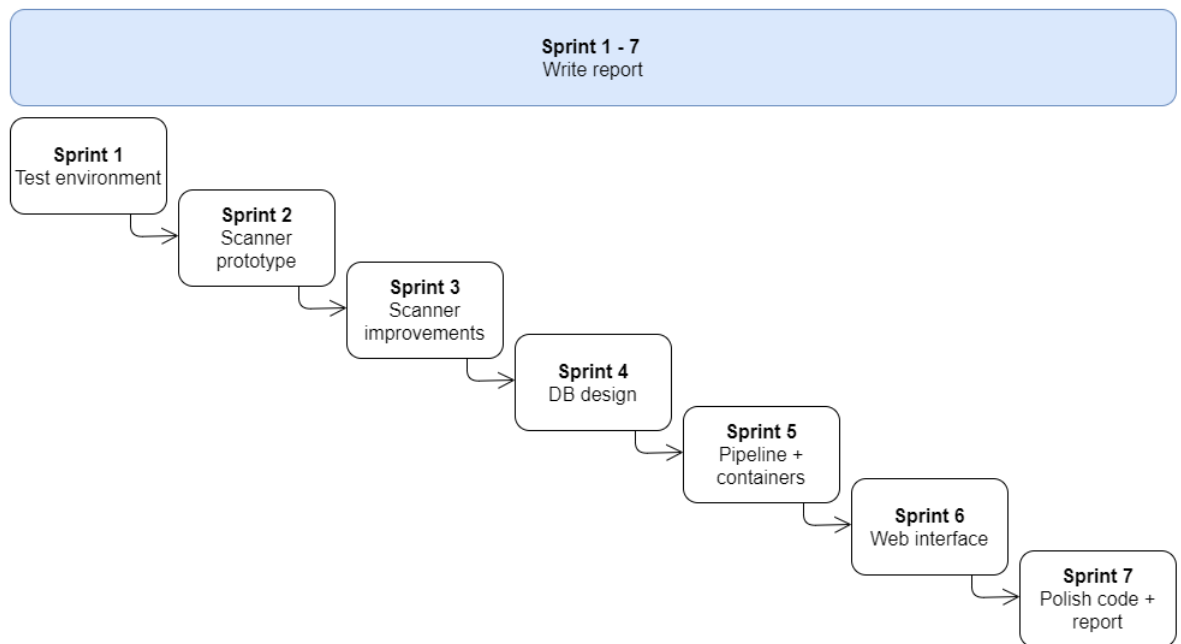 Sprint 1 - 7
Write report
Sprint 1
Test environment
Sprint 2
Scanner
prototype
Sprint 3
Scanner
improvements
Sprint 4
DB design
Sprint 5
Pipeline +
containers
Sprint 6
Web interface
Sprint 7
Polish code +
report